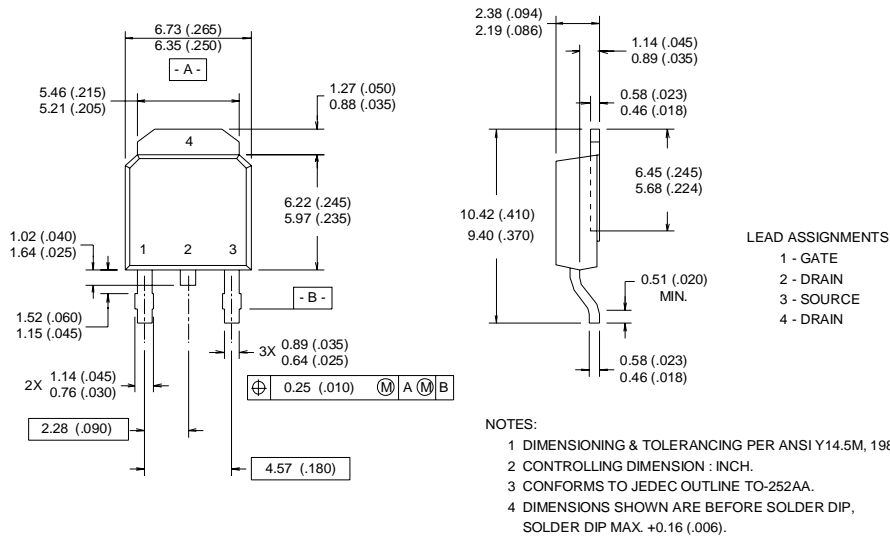 6.73 (.265)
6.35 (.250)
- A -
5.46 (.215)
5.21 (.205)
1.27 (.050)
0.88 (.035)
4
6.22 (.245)
5.97 (.235)
1.02 (.040)
1.64 (.025)
1 2 3
- B -
1.52 (.060)
1.15 (.045)
3X 0.89 (.035)
0.64 (.025)
2X 1.14 (.045)
0.76 (.030)
⌖ 0.25 (.010) Ⓜ A Ⓜ B
2.28 (.090)
4.57 (.180)
2.38 (.094)
2.19 (.086)
1.14 (.045)
0.89 (.035)
0.58 (.023)
0.46 (.018)
6.45 (.245)
5.68 (.224)
10.42 (.410)
9.40 (.370)
0.51 (.020)
MIN.
0.58 (.023)
0.46 (.018)
LEAD ASSIGNMENTS
1 - GATE
2 - DRAIN
3 - SOURCE
4 - DRAIN
NOTES:
1 DIMENSIONING & TOLERANCING PER ANSI Y14.5M, 198
2 CONTROLLING DIMENSION : INCH.
3 CONFORMS TO JEDEC OUTLINE TO-252AA.
4 DIMENSIONS SHOWN ARE BEFORE SOLDER DIP,
SOLDER DIP MAX. +0.16 (.006).